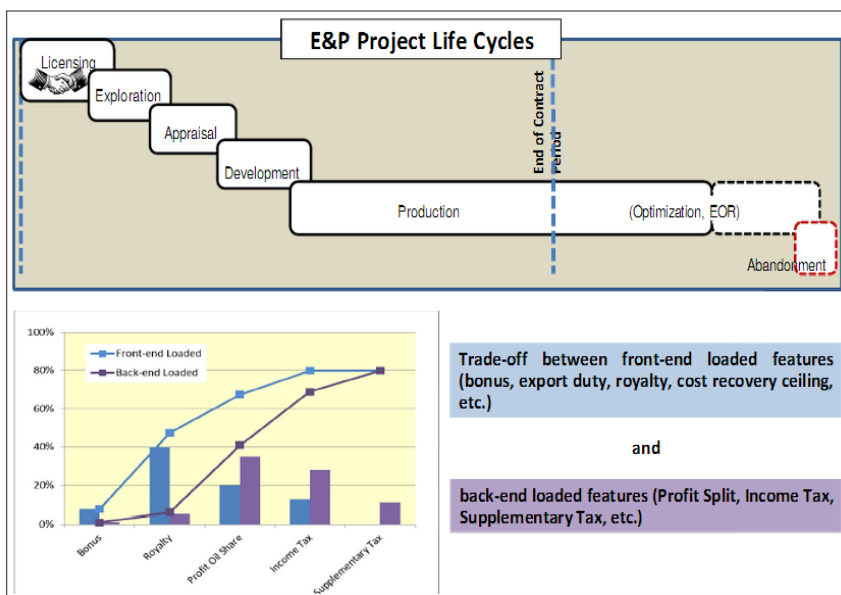 E&P Project Life Cycles
Licensing
Exploration
Appraisal
Development
End of Contract
Period
Production
(Optimization, EOR)
Abandonment
100%
80%
60%
40%
20%
0%
Front-end Loaded
Back-end Loaded
Bonus
Royalty
Profit Oil Share
Income Tax
Supplementary Tax
Trade-off between front-end loaded features
(bonus, export duty, royalty, cost recovery ceiling,
etc.)
and
back-end loaded features (Profit Split, Income Tax,
Supplementary Tax, etc.)